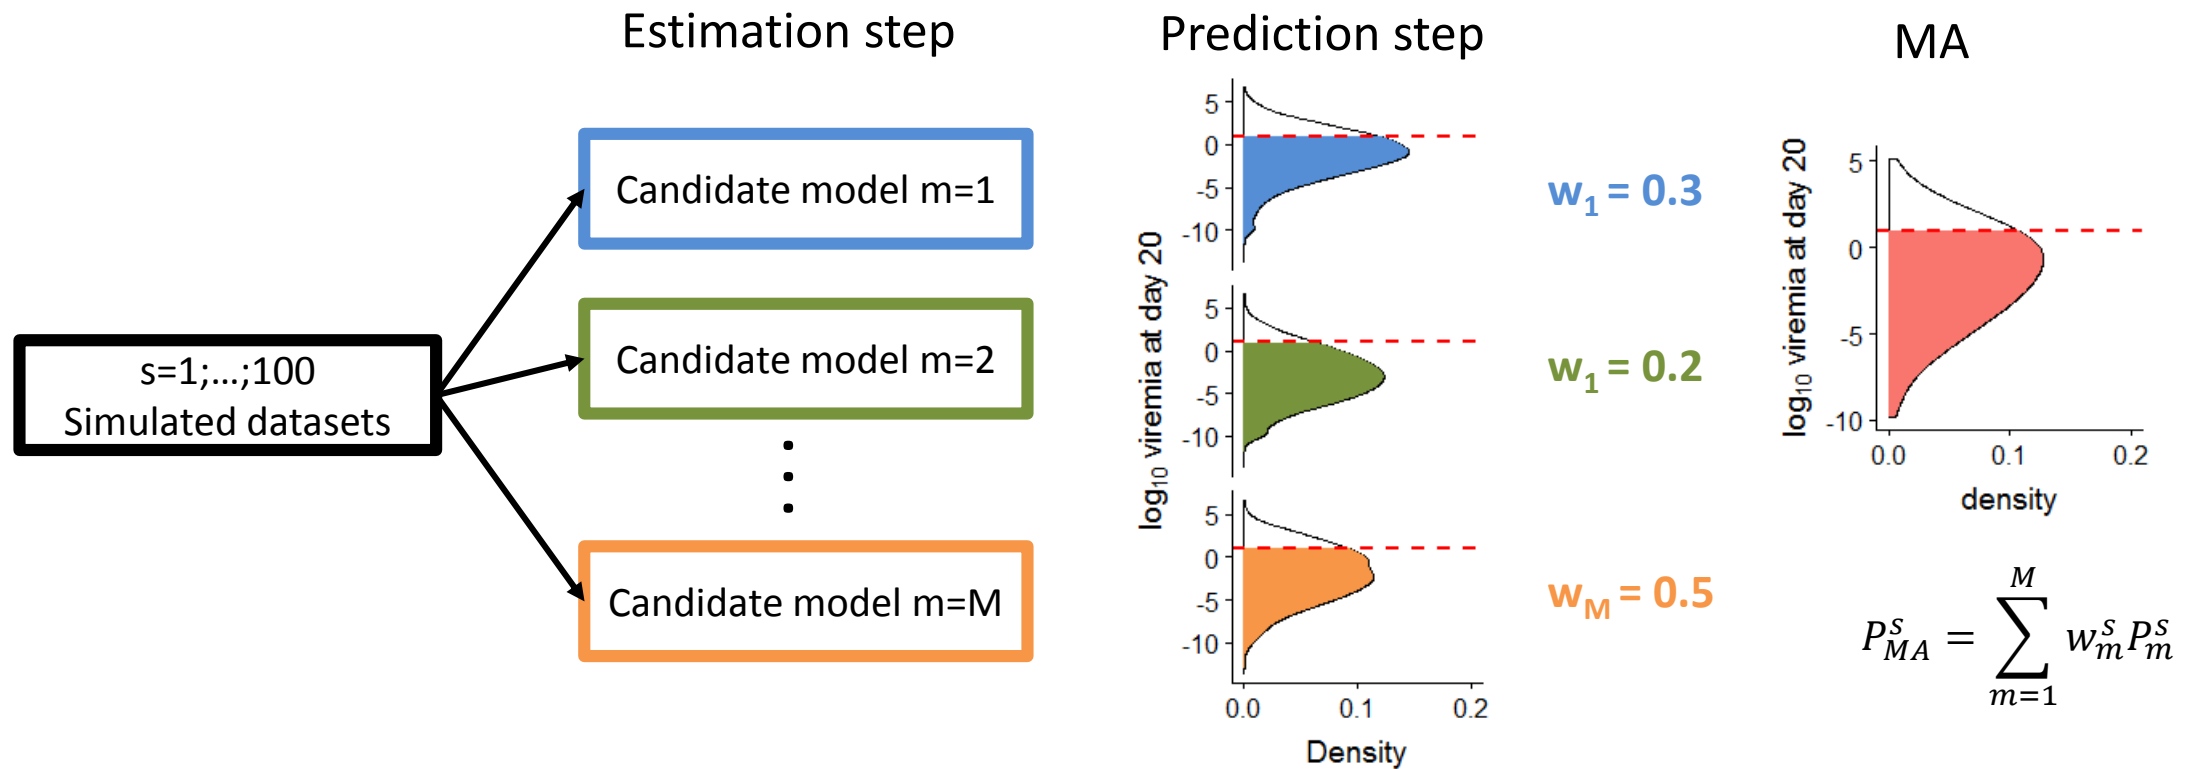 Estimation step
Prediction step
MA
s=1;...;100
Simulated datasets
Candidate model m=1
Candidate model m=2
Candidate model m=M
log10 viremia at day 20
5
0
-5
-10
5
0
-5
-10
5
0
-5
-10
0.0 0.1 0.2
Density
w1 = 0.3
w1 = 0.2
wM = 0.5
log10 viremia at day 20
5
0
-5
-10
0.0 0.1 0.2
density
P^s_MA = ∑_{m=1}^{M} w^s_m P^s_m